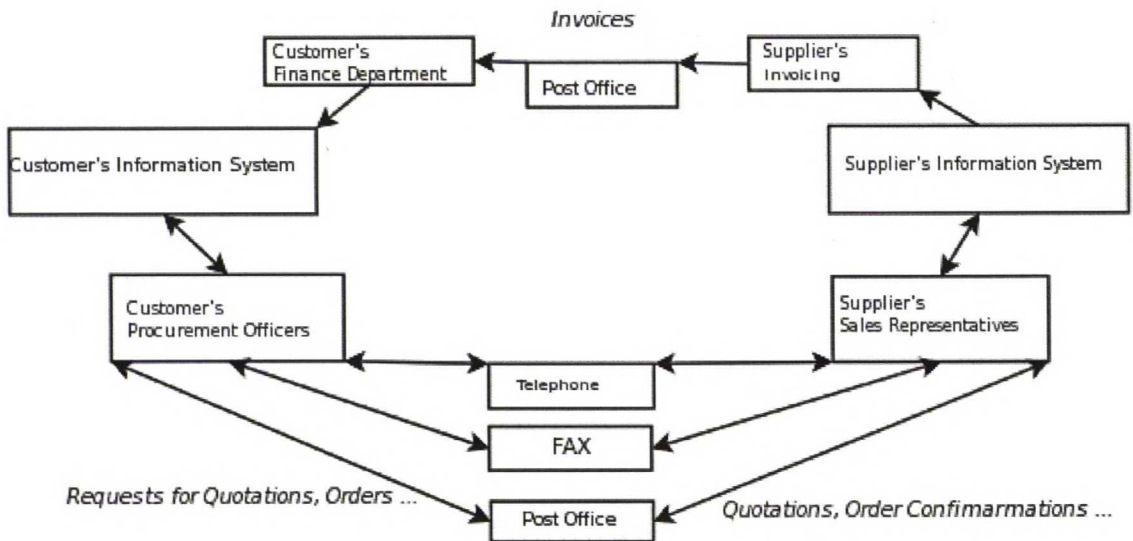 Invoices
Customer's
Finance Department
Post Office
Supplier's
Invoicing
Customer's Information System
Supplier's Information System
Customer's
Procurement Officers
Supplier's
Sales Representatives
Telephone
FAX
Requests for Quotations, Orders ...
Post Office
Quotations, Order Confimarmations ...